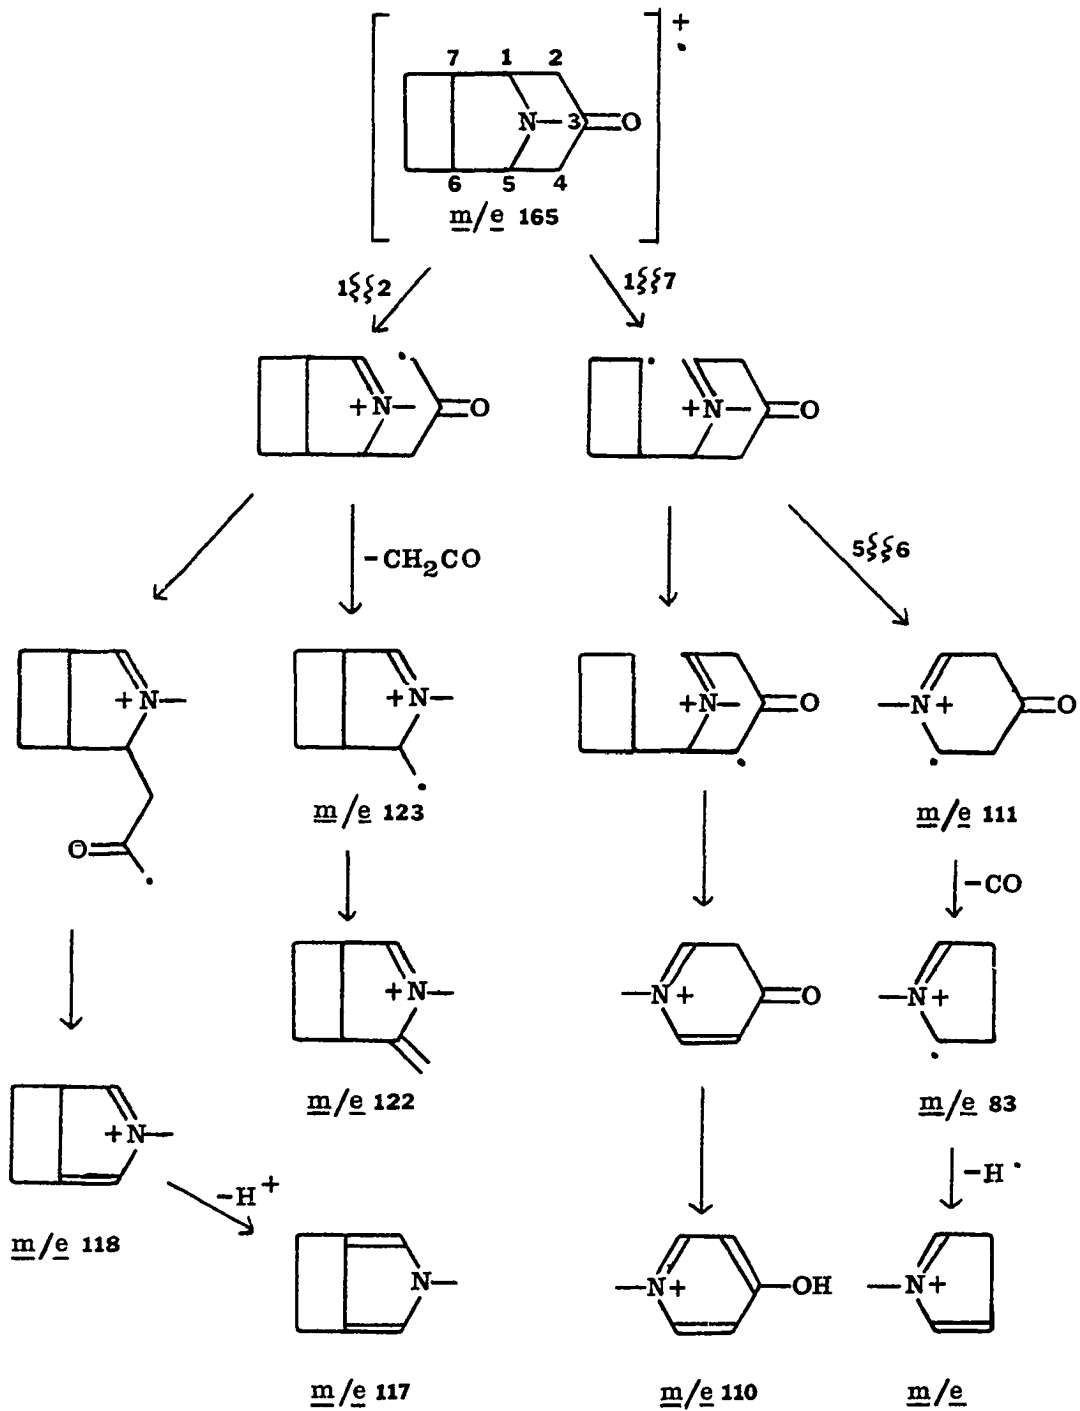 +
•
7 1 2
N 3 O
6 5 4
m/e 165
1 2
1 7
+N O
+N O
-CH2CO
5 6
+N
+N
+N O
N+ O
O
m/e 123
m/e 111
-CO
+N
N+ O
N+
m/e 122
m/e 83
+N
-H+
-H•
m/e 118
N
N+ OH
N+
m/e 117
m/e 110
m/e